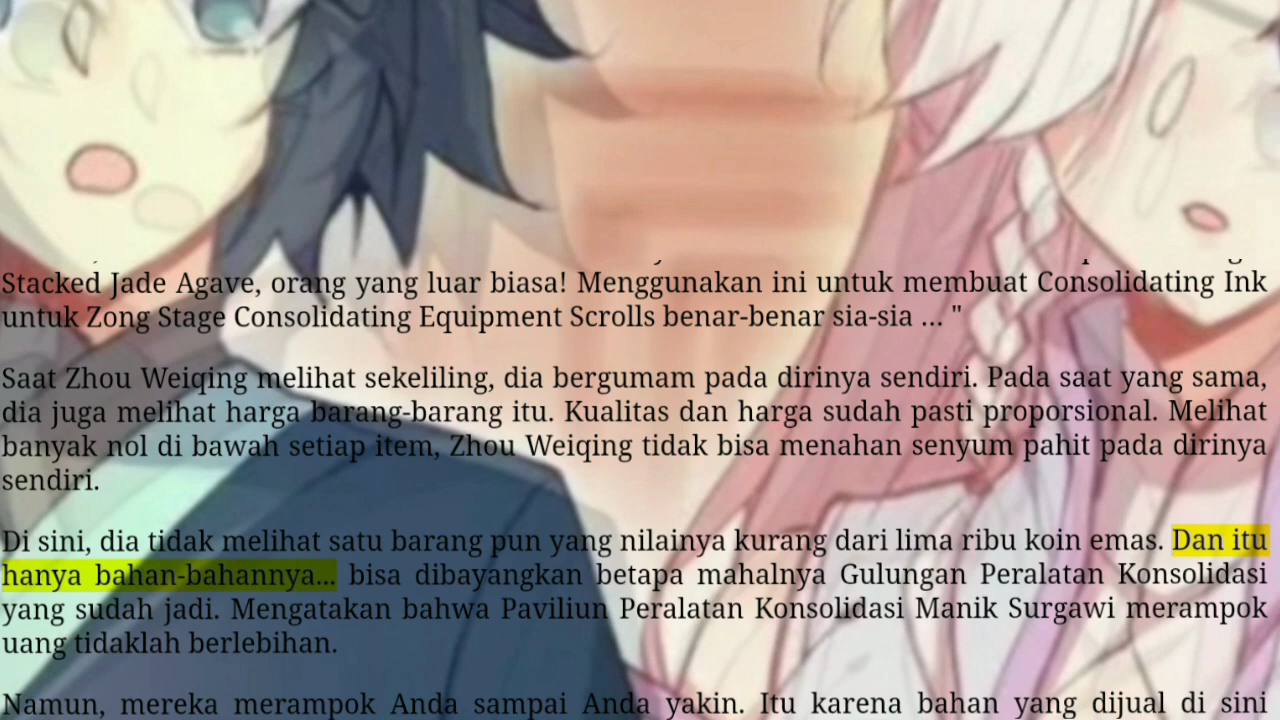 Stacked Jade Agave, orang yang luar biasa! Menggunakan ini untuk membuat Consolidating Ink
untuk Zong Stage Consolidating Equipment Scrolls benar-benar sia-sia ... "
Saat Zhou Weiqing melihat sekeliling, dia bergumam pada dirinya sendiri. Pada saat yang sama,
dia juga melihat harga barang-barang itu. Kualitas dan harga sudah pasti proporsional. Melihat
banyak nol di bawah setiap item, Zhou Weiqing tidak bisa menahan senyum pahit pada dirinya
sendiri.
Di sini, dia tidak melihat satu barang pun yang nilainya kurang dari lima ribu koin emas. Dan itu
hanya bahan-bahannya... bisa dibayangkan betapa mahalnya Gulungan Peralatan Konsolidasi
yang sudah jadi. Mengatakan bahwa Paviliun Peralatan Konsolidasi Manik Surgawi merampok
uang tidaklah berlebihan.
Namun, mereka merampok Anda sampai Anda yakin. Itu karena bahan yang dijual di sini